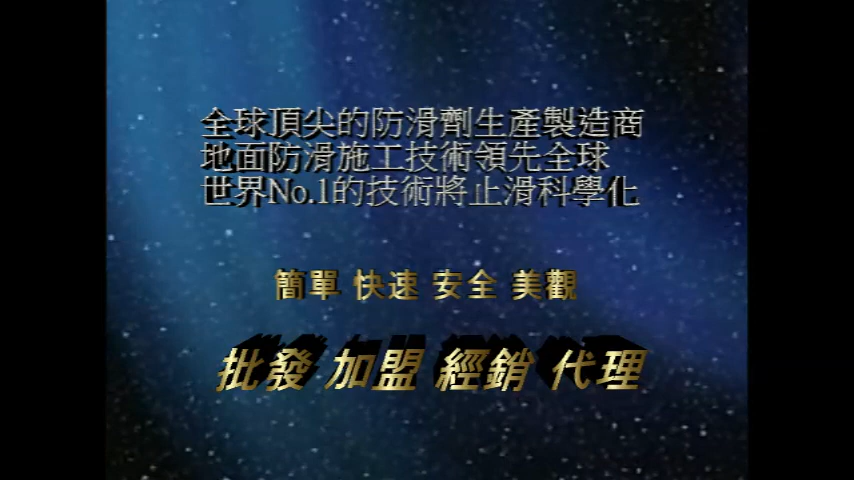 全球頂尖的防滑劑生產製造商
地面防滑施工技術領先全球
世界No.1的技術將止滑科學化
簡單 快速 安全 美觀
批發 加盟 經銷 代理